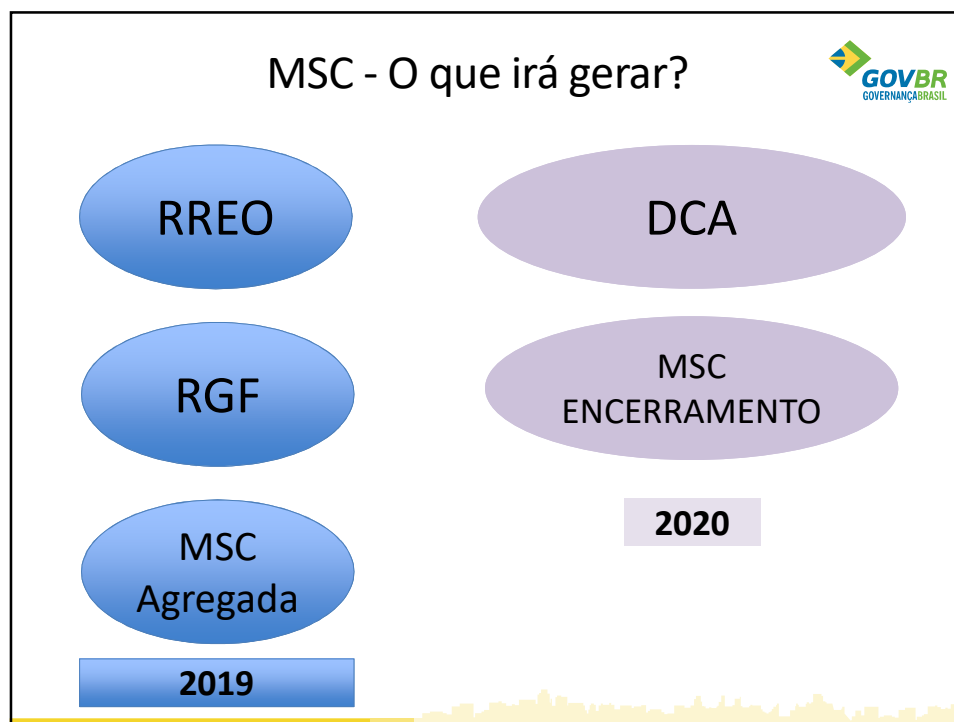 MSC - O que irá gerar?
GOVBR
GOVERNANÇABRASIL
RREO
RGF
MSC
Agregada
2019
DCA
MSC
ENCERRAMENTO
2020